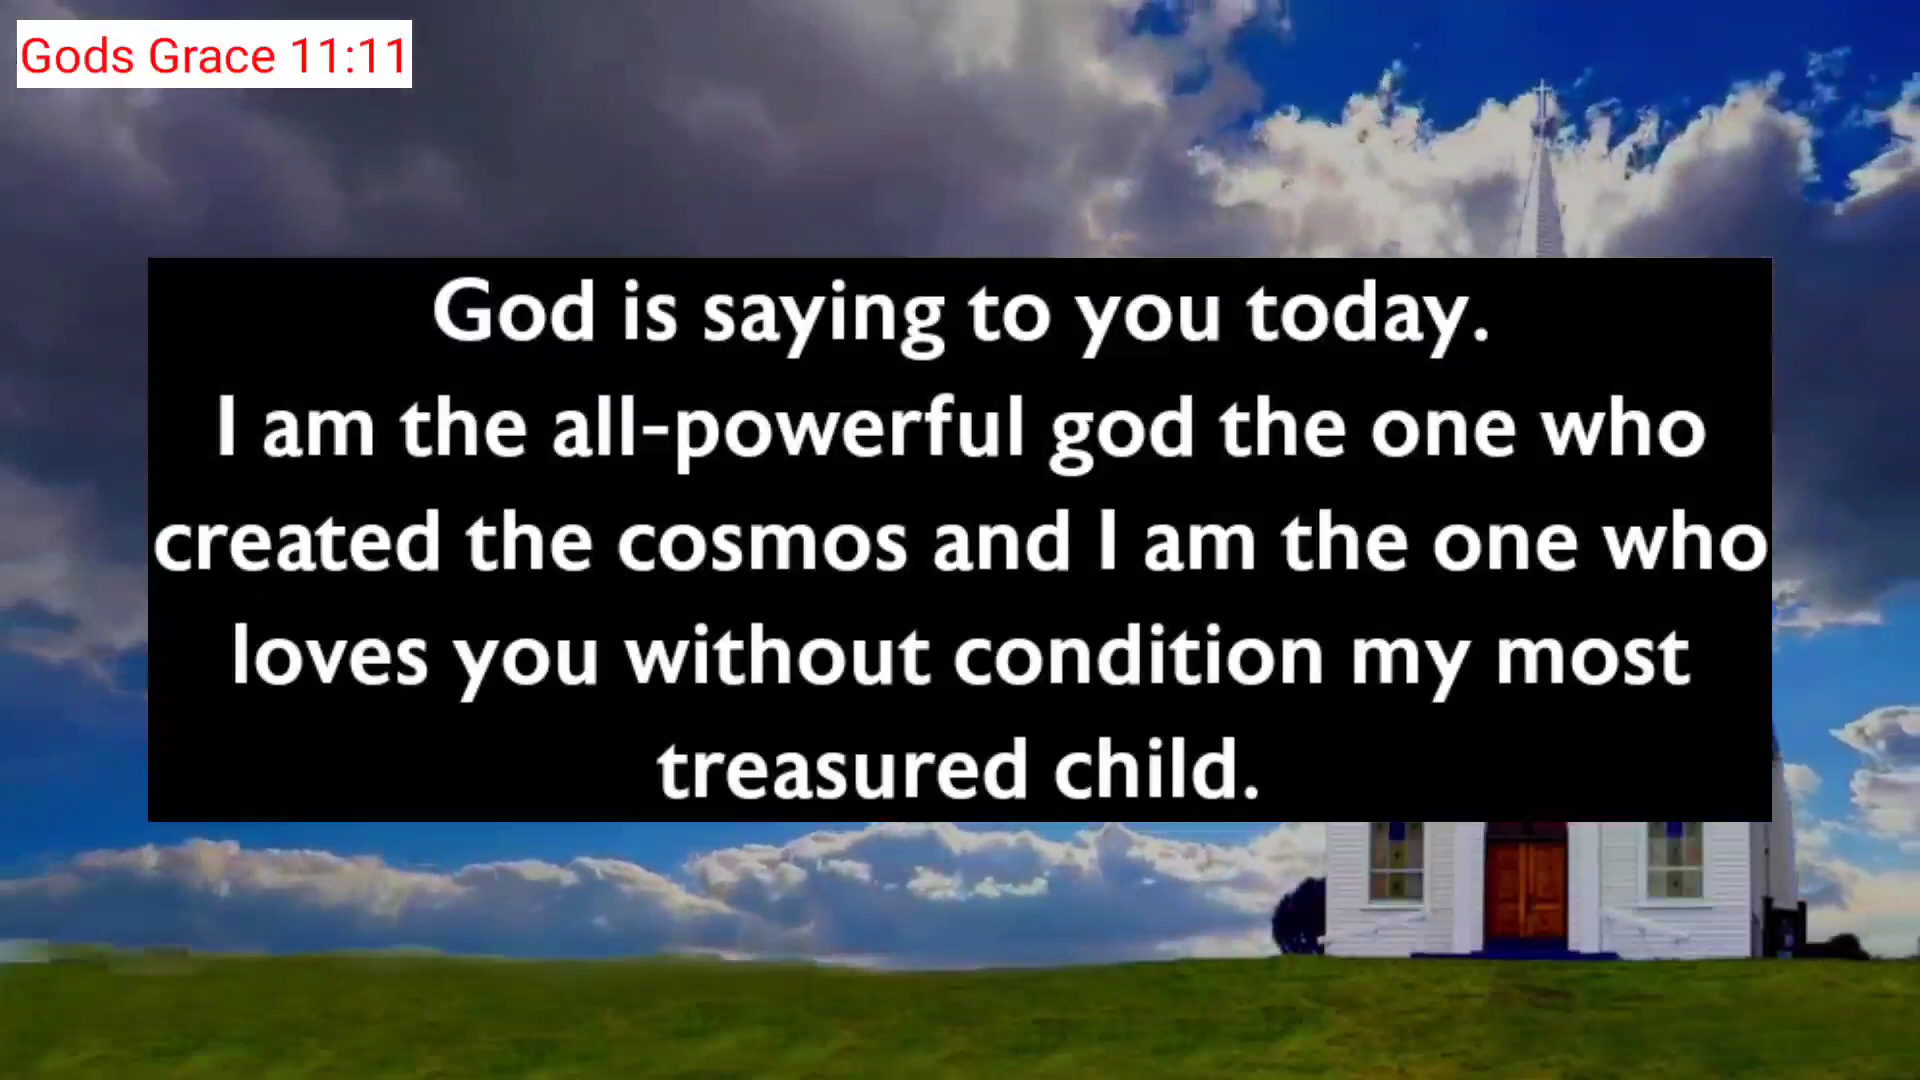 Gods Grace 11:11
God is saying to you today.
I am the all-powerful god the one who
created the cosmos and I am the one who
loves you without condition my most
treasured child.